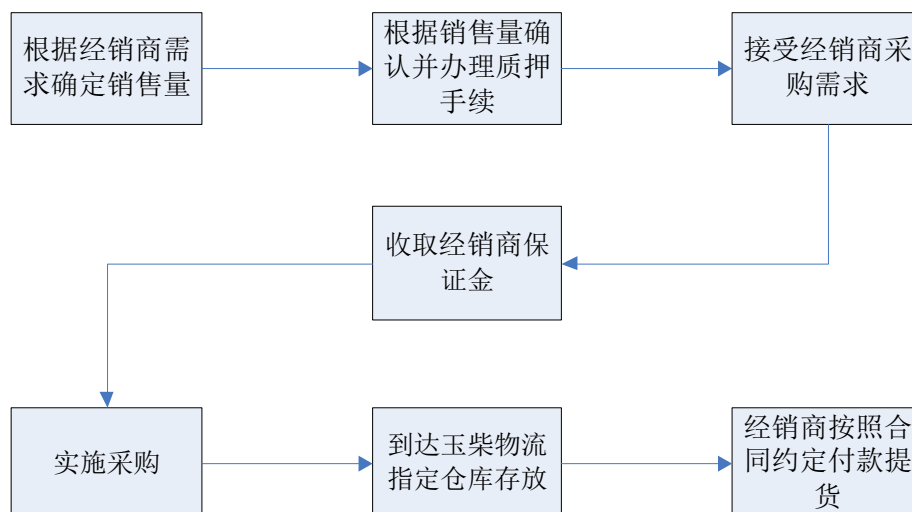 根据经销商需
求确定销售量
根据销售量确
认并办理质押
手续
接受经销商采
购需求
收取经销商保
证金
实施采购
到达玉柴物流
指定仓库存放
经销商按照合
同约定付款提
货